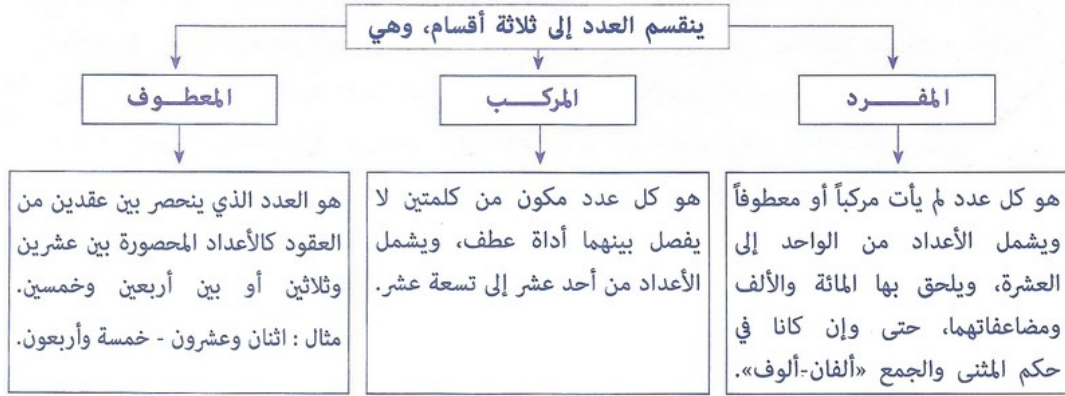 ينقسم العدد إلى ثلاثة أقسام، وهي
المفـــرد
هو كل عدد لم يأت مركباً أو معطوفاً
ويشمل الأعداد من الواحد إلى
العشرة، ويلحق بها المائة والألف
ومضاعفاتهما، حتى وإن كانا في
حكم المثنى والجمع «ألفان-ألوف».
المركـــب
هو كل عدد مكون من كلمتين لا
يفصل بينهما أداة عطف، ويشمل
الأعداد من أحد عشر إلى تسعة عشر.
المعطـــوف
هو العدد الذي ينحصر بين عقدين من
العقود كالأعداد المحصورة بين عشرين
وثلاثين أو بين أربعين وخمسين.
مثال : اثنان وعشرون - خمسة وأربعون.